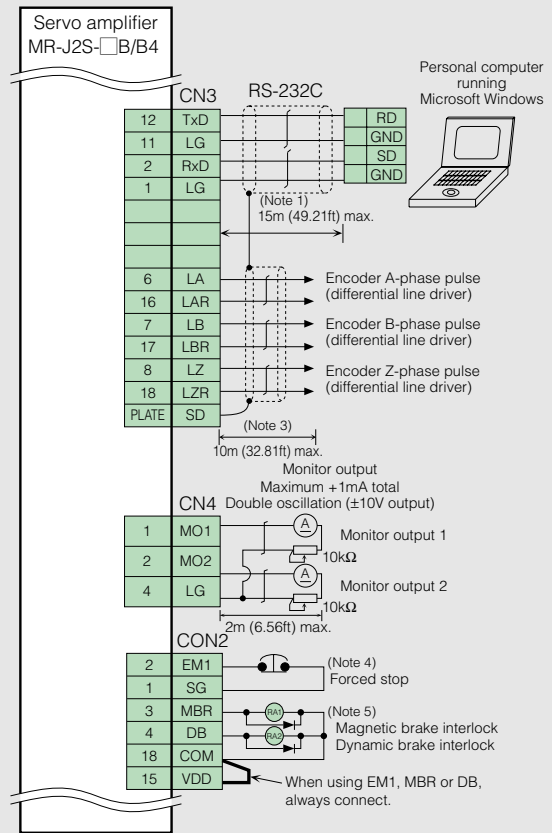 Servo amplifier
MR-J2S-□B/B4
Personal computer
running
Microsoft Windows
CN3
RS-232C
12 TxD
11 LG
2 RxD
1 LG
RD
GND
SD
GND
(Note 1)
15m (49.21ft) max.
6 LA
16 LAR
7 LB
17 LBR
8 LZ
18 LZR
PLATE SD
Encoder A-phase pulse
(differential line driver)
Encoder B-phase pulse
(differential line driver)
Encoder Z-phase pulse
(differential line driver)
(Note 3)
10m (32.81ft) max.
Monitor output
Maximum +1mA total
Double oscillation (±10V output)
CN4
1 MO1
2 MO2
4 LG
A
Monitor output 1
10kΩ
A
Monitor output 2
10kΩ
2m (6.56ft) max.
CON2
2 EM1
1 SG
3 MBR
4 DB
18 COM
15 VDD
(Note 4)
Forced stop
RA1
(Note 5)
Magnetic brake interlock
RA2
Dynamic brake interlock
When using EM1, MBR or DB,
always connect.